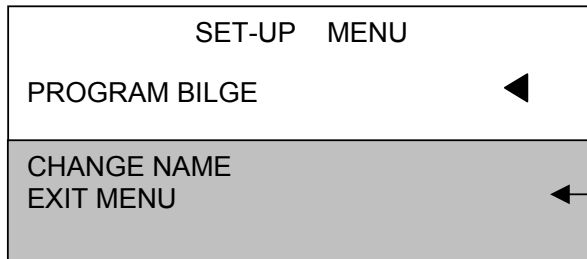 SET-UP MENU
PROGRAM BILGE
CHANGE NAME
EXIT MENU